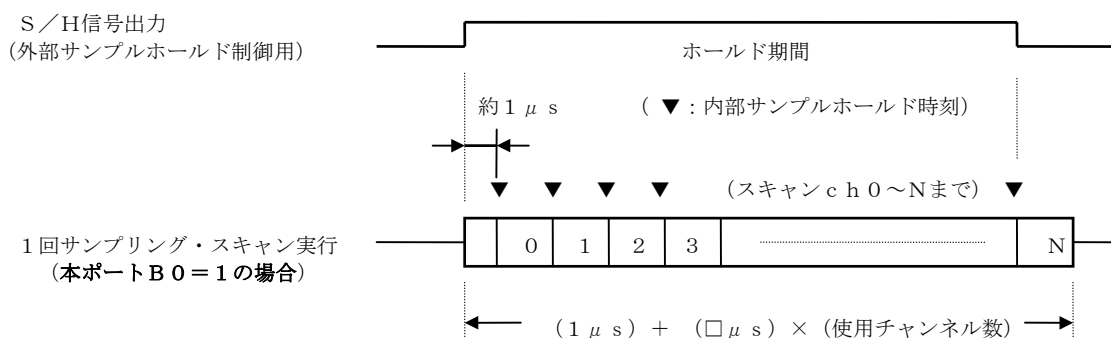 S/H信号出力
(外部サンプルホールド制御用)
ホールド期間
約1μs
(▼:内部サンプルホールド時刻)
(スキャンch0~Nまで)
1回サンプリング・スキャン実行
(本ポートB0=1の場合)
0 1 2 3 N
(1μs)+(□μs)×(使用チャンネル数)